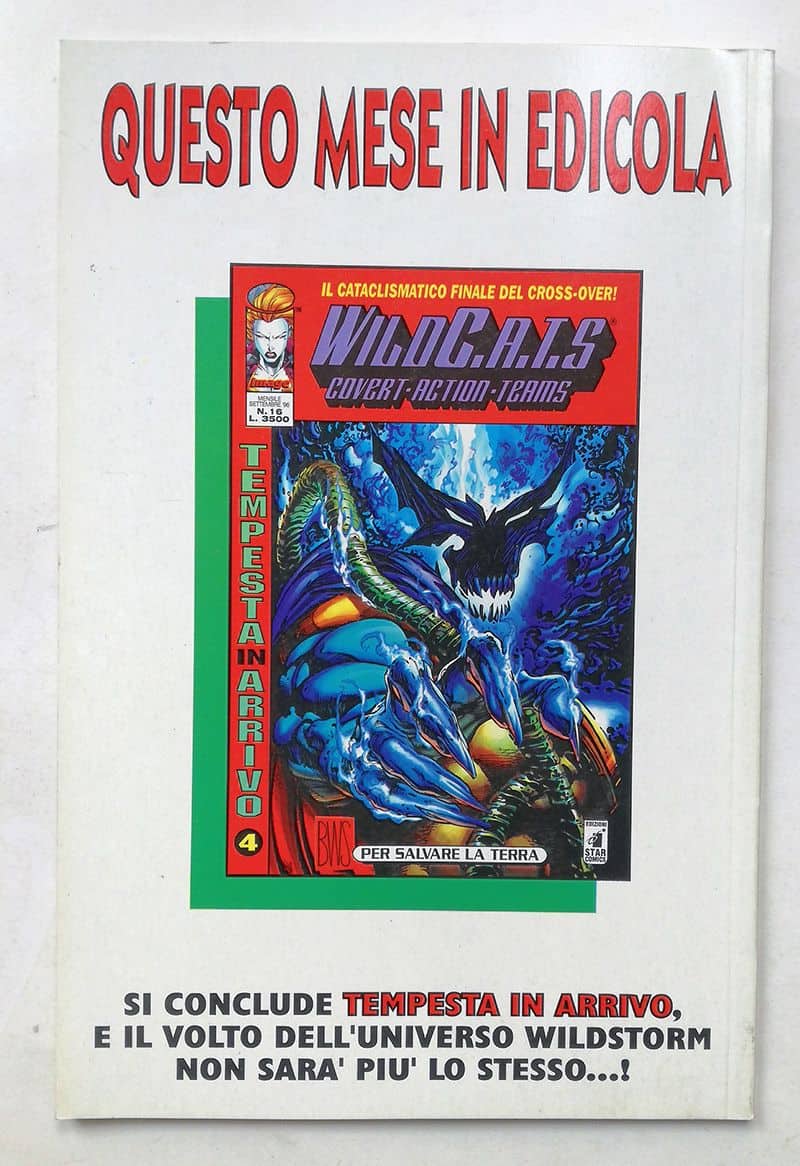 QUESTO MESE IN EDICOLA
IL CATACLISMATICO FINALE DEL CROSS-OVER!
WILDC.A.T.S
COVERT-ACTION-TEAMS
image
MENSILE
SETTEMBRE 96
N. 16
L. 3500
TEMPESTA IN ARRIVO
4
BWS
PER SALVARE LA TERRA
EDIZIONI
STAR
COMICS
SI CONCLUDE TEMPESTA IN ARRIVO,
E IL VOLTO DELL'UNIVERSO WILDSTORM
NON SARA' PIU' LO STESSO...!